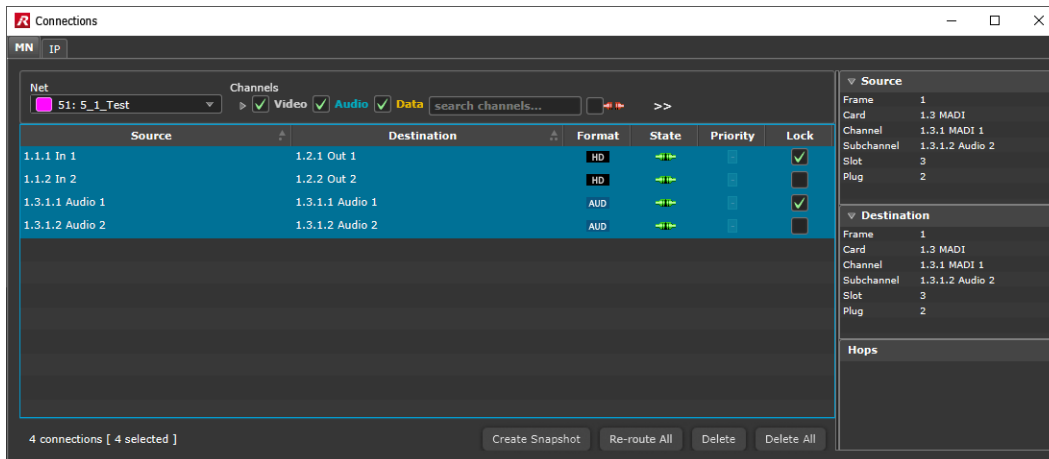 R Connections
MN IP
Net Channels
51: 5_1_Test Video Audio Data search channels... >>
Source Destination Format State Priority Lock
1.1.1 In 1 1.2.1 Out 1 HD -
1.1.2 In 2 1.2.2 Out 2 HD -
1.3.1.1 Audio 1 1.3.1.1 Audio 1 AUD -
1.3.1.2 Audio 2 1.3.1.2 Audio 2 AUD -
4 connections [ 4 selected ] Create Snapshot Re-route All Delete Delete All
Source
Frame 1
Card 1.3 MADI
Channel 1.3.1 MADI 1
Subchannel 1.3.1.2 Audio 2
Slot 3
Plug 2
Destination
Frame 1
Card 1.3 MADI
Channel 1.3.1 MADI 1
Subchannel 1.3.1.2 Audio 2
Slot 3
Plug 2
Hops